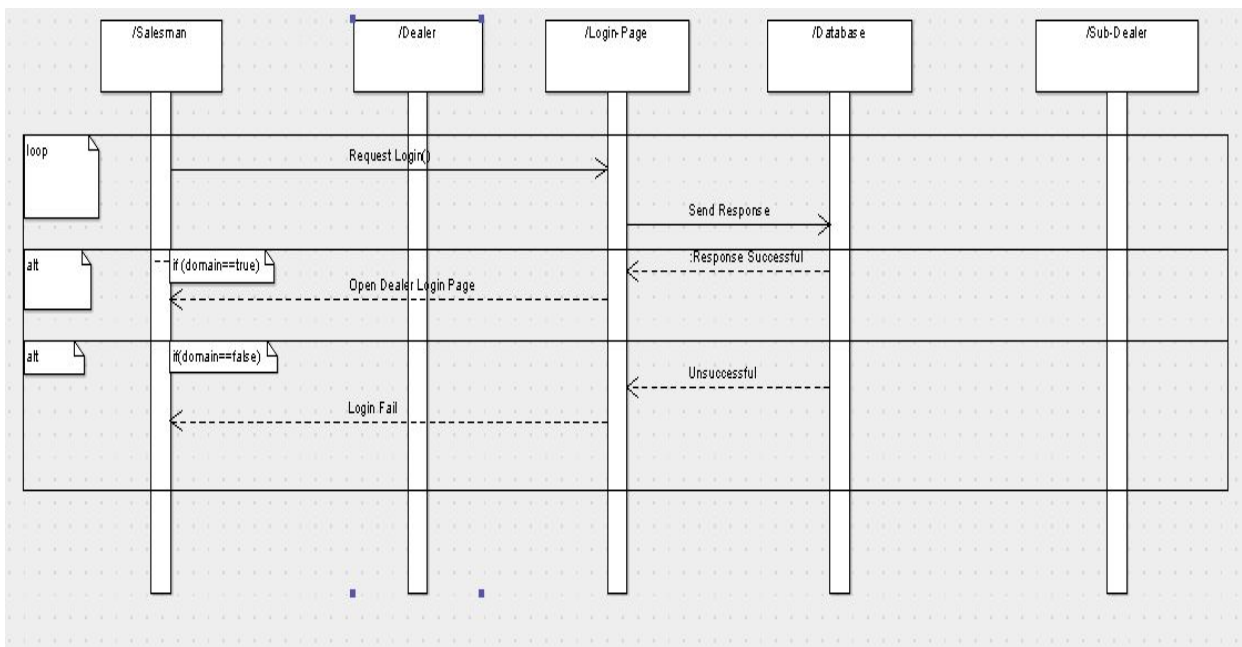 /Salesman
/Dealer
/Login-Page
/Database
/Sub-Dealer
loop
Request Login()
Send Response
alt
if (domain==true)
:Response Successful
Open Dealer Login Page
alt
if(domain==false)
Unsuccessful
Login Fail